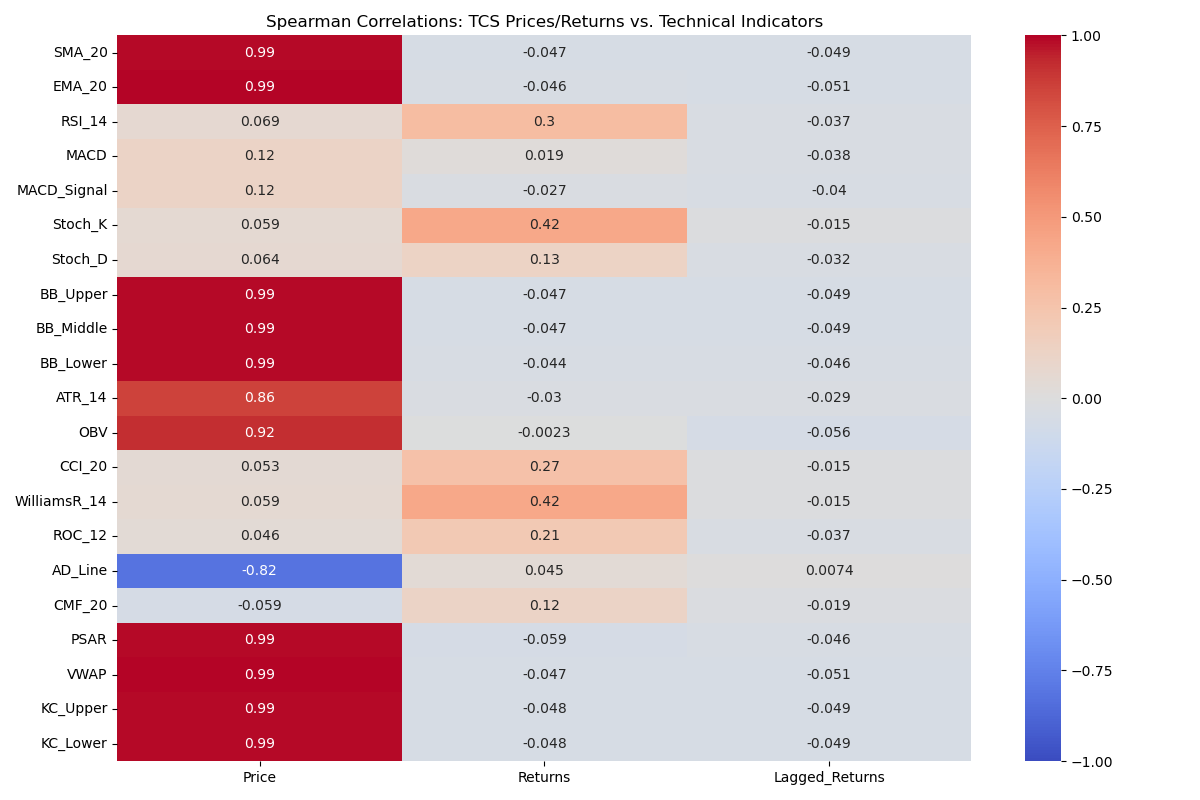 Spearman Correlations: TCS Prices/Returns vs. Technical Indicators
SMA_20 0.99 -0.047 -0.049
EMA_20 0.99 -0.046 -0.051
RSI_14 0.069 0.3 -0.037
MACD 0.12 0.019 -0.038
MACD_Signal 0.12 -0.027 -0.04
Stoch_K 0.059 0.42 -0.015
Stoch_D 0.064 0.13 -0.032
BB_Upper 0.99 -0.047 -0.049
BB_Middle 0.99 -0.047 -0.049
BB_Lower 0.99 -0.044 -0.046
ATR_14 0.86 -0.03 -0.029
OBV 0.92 -0.0023 -0.056
CCI_20 0.053 0.27 -0.015
WilliamsR_14 0.059 0.42 -0.015
ROC_12 0.046 0.21 -0.037
AD_Line -0.82 0.045 0.0074
CMF_20 -0.059 0.12 -0.019
PSAR 0.99 -0.059 -0.046
VWAP 0.99 -0.047 -0.051
KC_Upper 0.99 -0.048 -0.049
KC_Lower 0.99 -0.048 -0.049
Price Returns Lagged_Returns
1.00
0.75
0.50
0.25
0.00
−0.25
−0.50
−0.75
−1.00